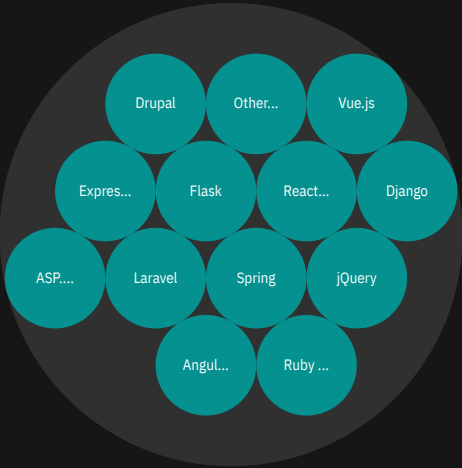 Drupal
Other...
Vue.js
Expres...
Flask
React...
Django
ASP....
Laravel
Spring
jQuery
Angul...
Ruby ...